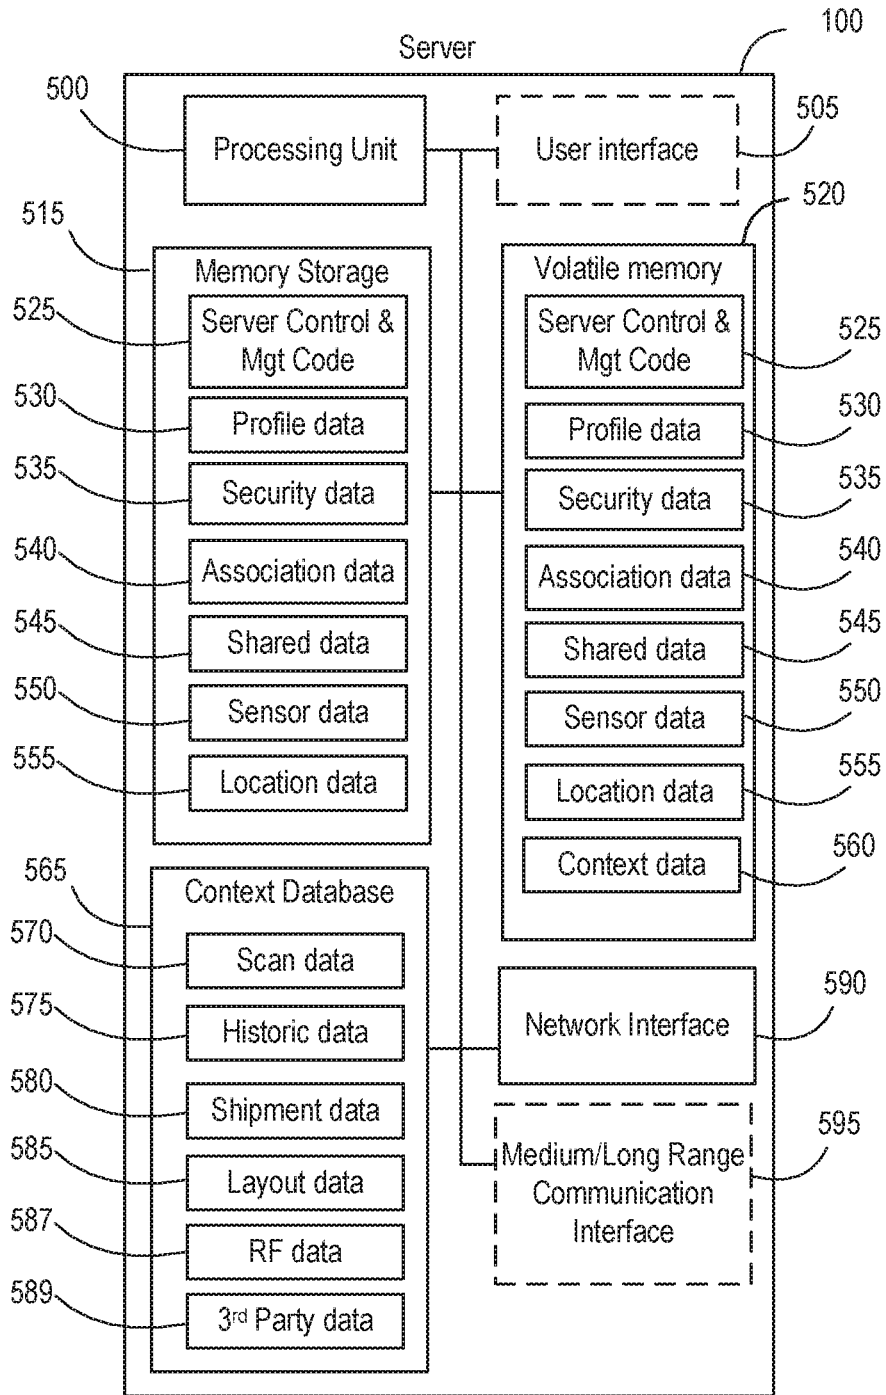 Server
100
500
Processing Unit
User interface
505
515
Memory Storage
525
Server Control &
Mgt Code
530
Profile data
535
Security data
540
Association data
545
Shared data
550
Sensor data
555
Location data
520
Volatile memory
Server Control &
Mgt Code
525
Profile data
530
Security data
535
Association data
540
Shared data
545
Sensor data
550
Location data
555
Context data
560
565
Context Database
570
Scan data
575
Historic data
580
Shipment data
585
Layout data
587
RF data
589
3rd Party data
Network Interface
590
Medium/Long Range
Communication
Interface
595